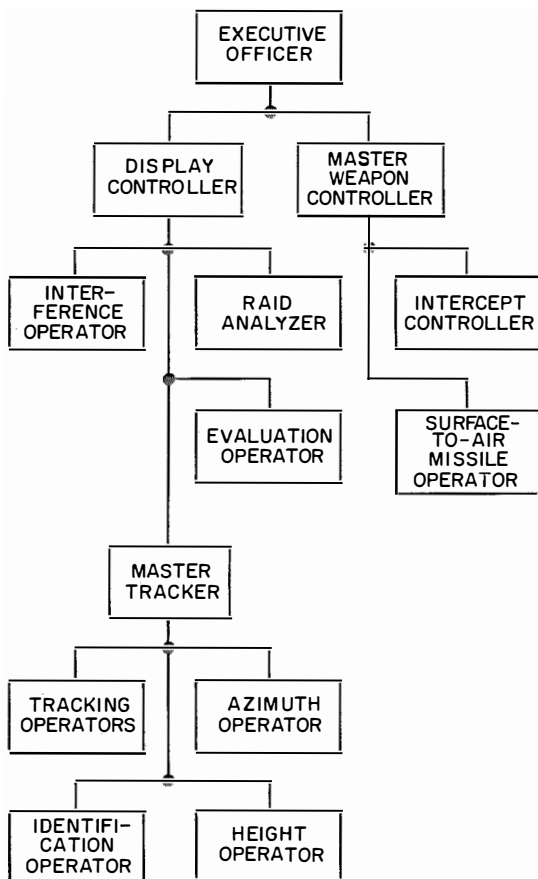 EXECUTIVE
OFFICER
DISPLAY
CONTROLLER
MASTER
WEAPON
CONTROLLER
INTER-
FERENCE
OPERATOR
RAID
ANALYZER
INTERCEPT
CONTROLLER
EVALUATION
OPERATOR
SURFACE-
TO-AIR
MISSILE
OPERATOR
MASTER
TRACKER
TRACKING
OPERATORS
AZIMUTH
OPERATOR
IDENTIFI-
CATION
OPERATOR
HEIGHT
OPERATOR